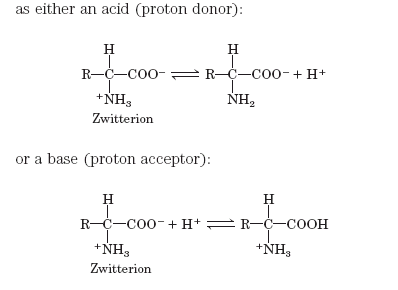 as either an acid (proton donor):
H H
R—C—COO⁻ ⇌ R—C—COO⁻ + H⁺
⁺NH₃ NH₂
Zwitterion
or a base (proton acceptor):
H H
R—C—COO⁻ + H⁺ ⇌ R—C—COOH
⁺NH₃ ⁺NH₃
Zwitterion